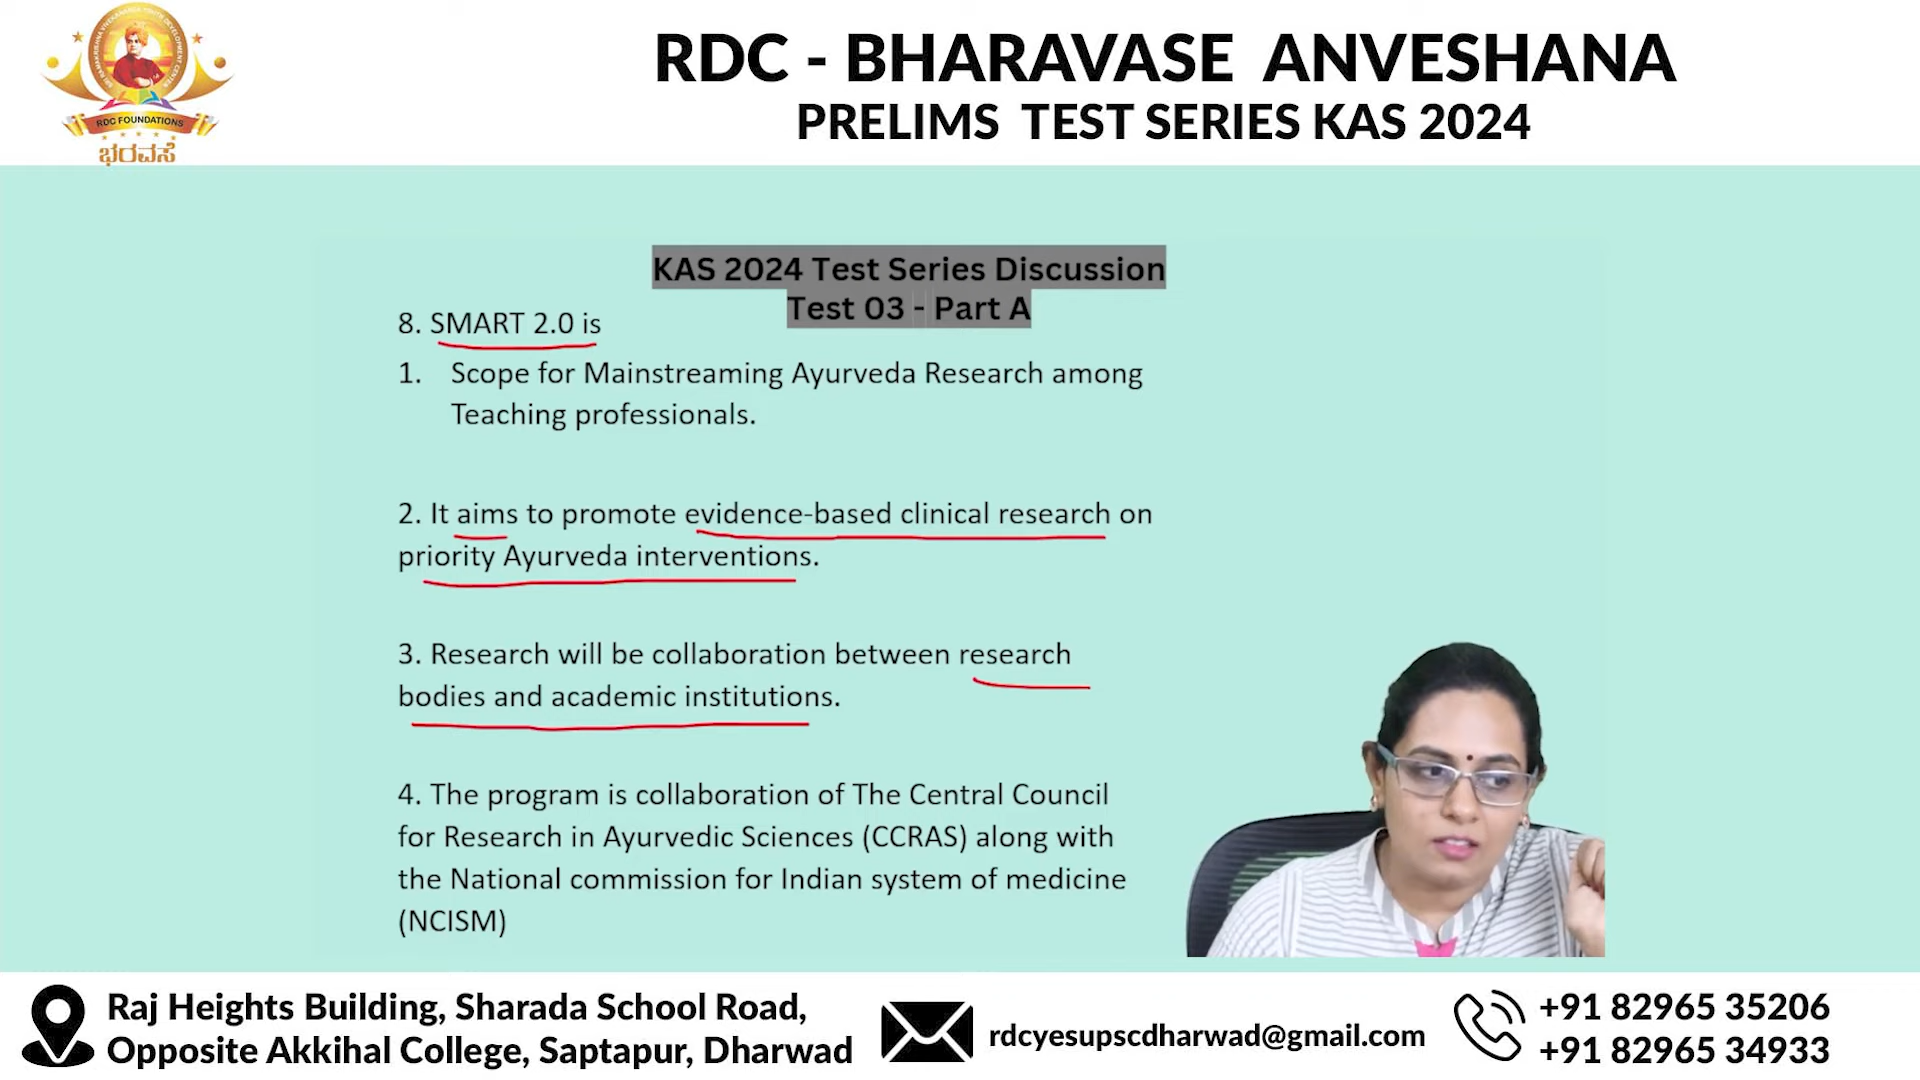 RDC - BHARAVASE ANVESHANA
PRELIMS TEST SERIES KAS 2024
RDC FOUNDATIONS
ಭರವಸೆ
KAS 2024 Test Series Discussion
Test 03 - Part A
8. SMART 2.0 is
1. Scope for Mainstreaming Ayurveda Research among
Teaching professionals.
2. It aims to promote evidence-based clinical research on
priority Ayurveda interventions.
3. Research will be collaboration between research
bodies and academic institutions.
4. The program is collaboration of The Central Council
for Research in Ayurvedic Sciences (CCRAS) along with
the National commission for Indian system of medicine
(NCISM)
Raj Heights Building, Sharada School Road,
Opposite Akkihal College, Saptapur, Dharwad
rdcyesupscdharwad@gmail.com
+91 82965 35206
+91 82965 34933